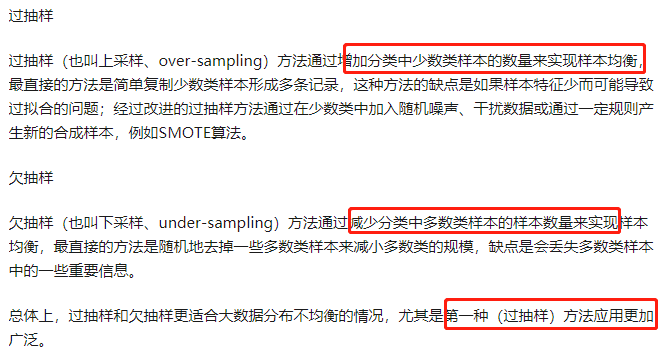 过抽样
过抽样（也叫上采样、over-sampling）方法通过增加分类中少数类样本的数量来实现样本均衡，
最直接的方法是简单复制少数类样本形成多条记录，这种方法的缺点是如果样本特征少而可能导致
过拟合的问题；经过改进的过抽样方法通过在少数类中加入随机噪声、干扰数据或通过一定规则产
生新的合成样本，例如SMOTE算法。
欠抽样
欠抽样（也叫下采样、under-sampling）方法通过减少分类中多数类样本的样本数量来实现样本
均衡，最直接的方法是随机地去掉一些多数类样本来减小多数类的规模，缺点是会丢失多数类样本
中的一些重要信息。
总体上，过抽样和欠抽样更适合大数据分布不均衡的情况，尤其是第一种（过抽样）方法应用更加
广泛。